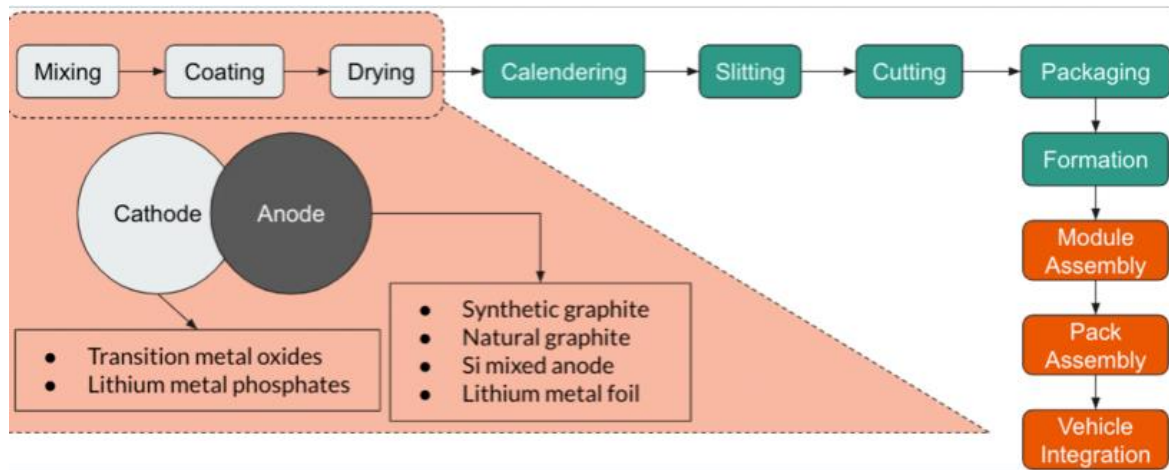 Mixing
Coating
Drying
Calendering
Slitting
Cutting
Packaging
Formation
Module
Assembly
Pack
Assembly
Vehicle
Integration
Cathode
Anode
● Transition metal oxides
● Lithium metal phosphates
● Synthetic graphite
● Natural graphite
● Si mixed anode
● Lithium metal foil